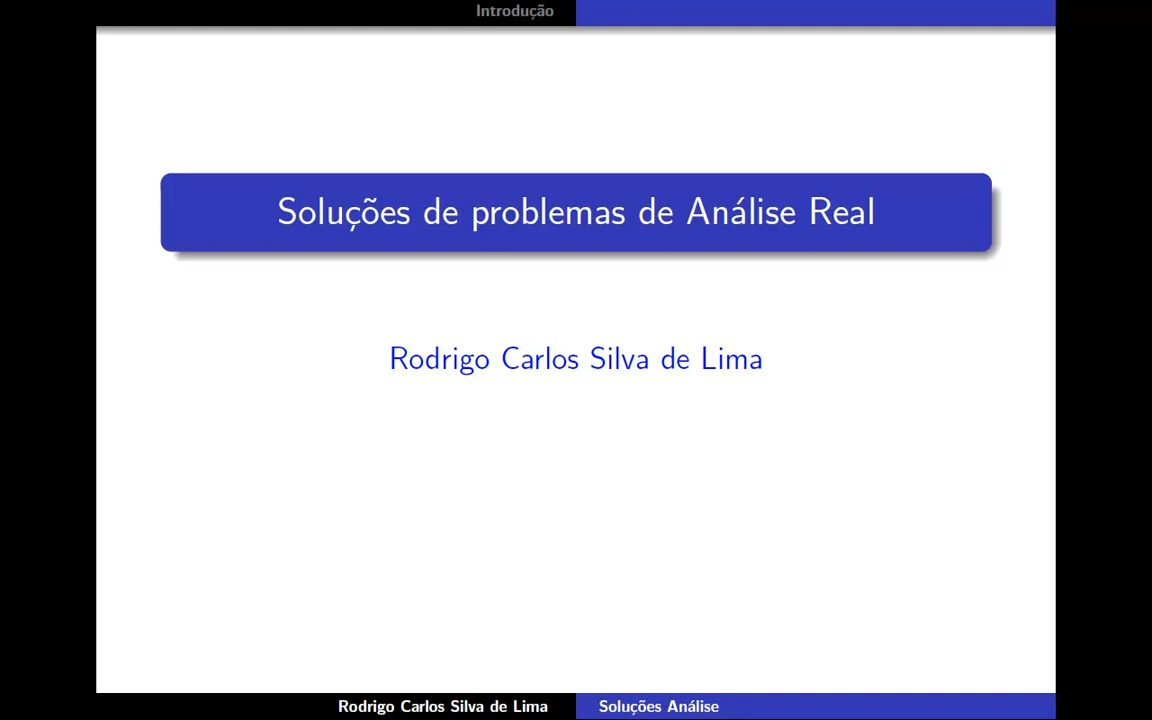 Introdução
Soluções de problemas de Análise Real
Rodrigo Carlos Silva de Lima
Rodrigo Carlos Silva de Lima
Soluções Análise